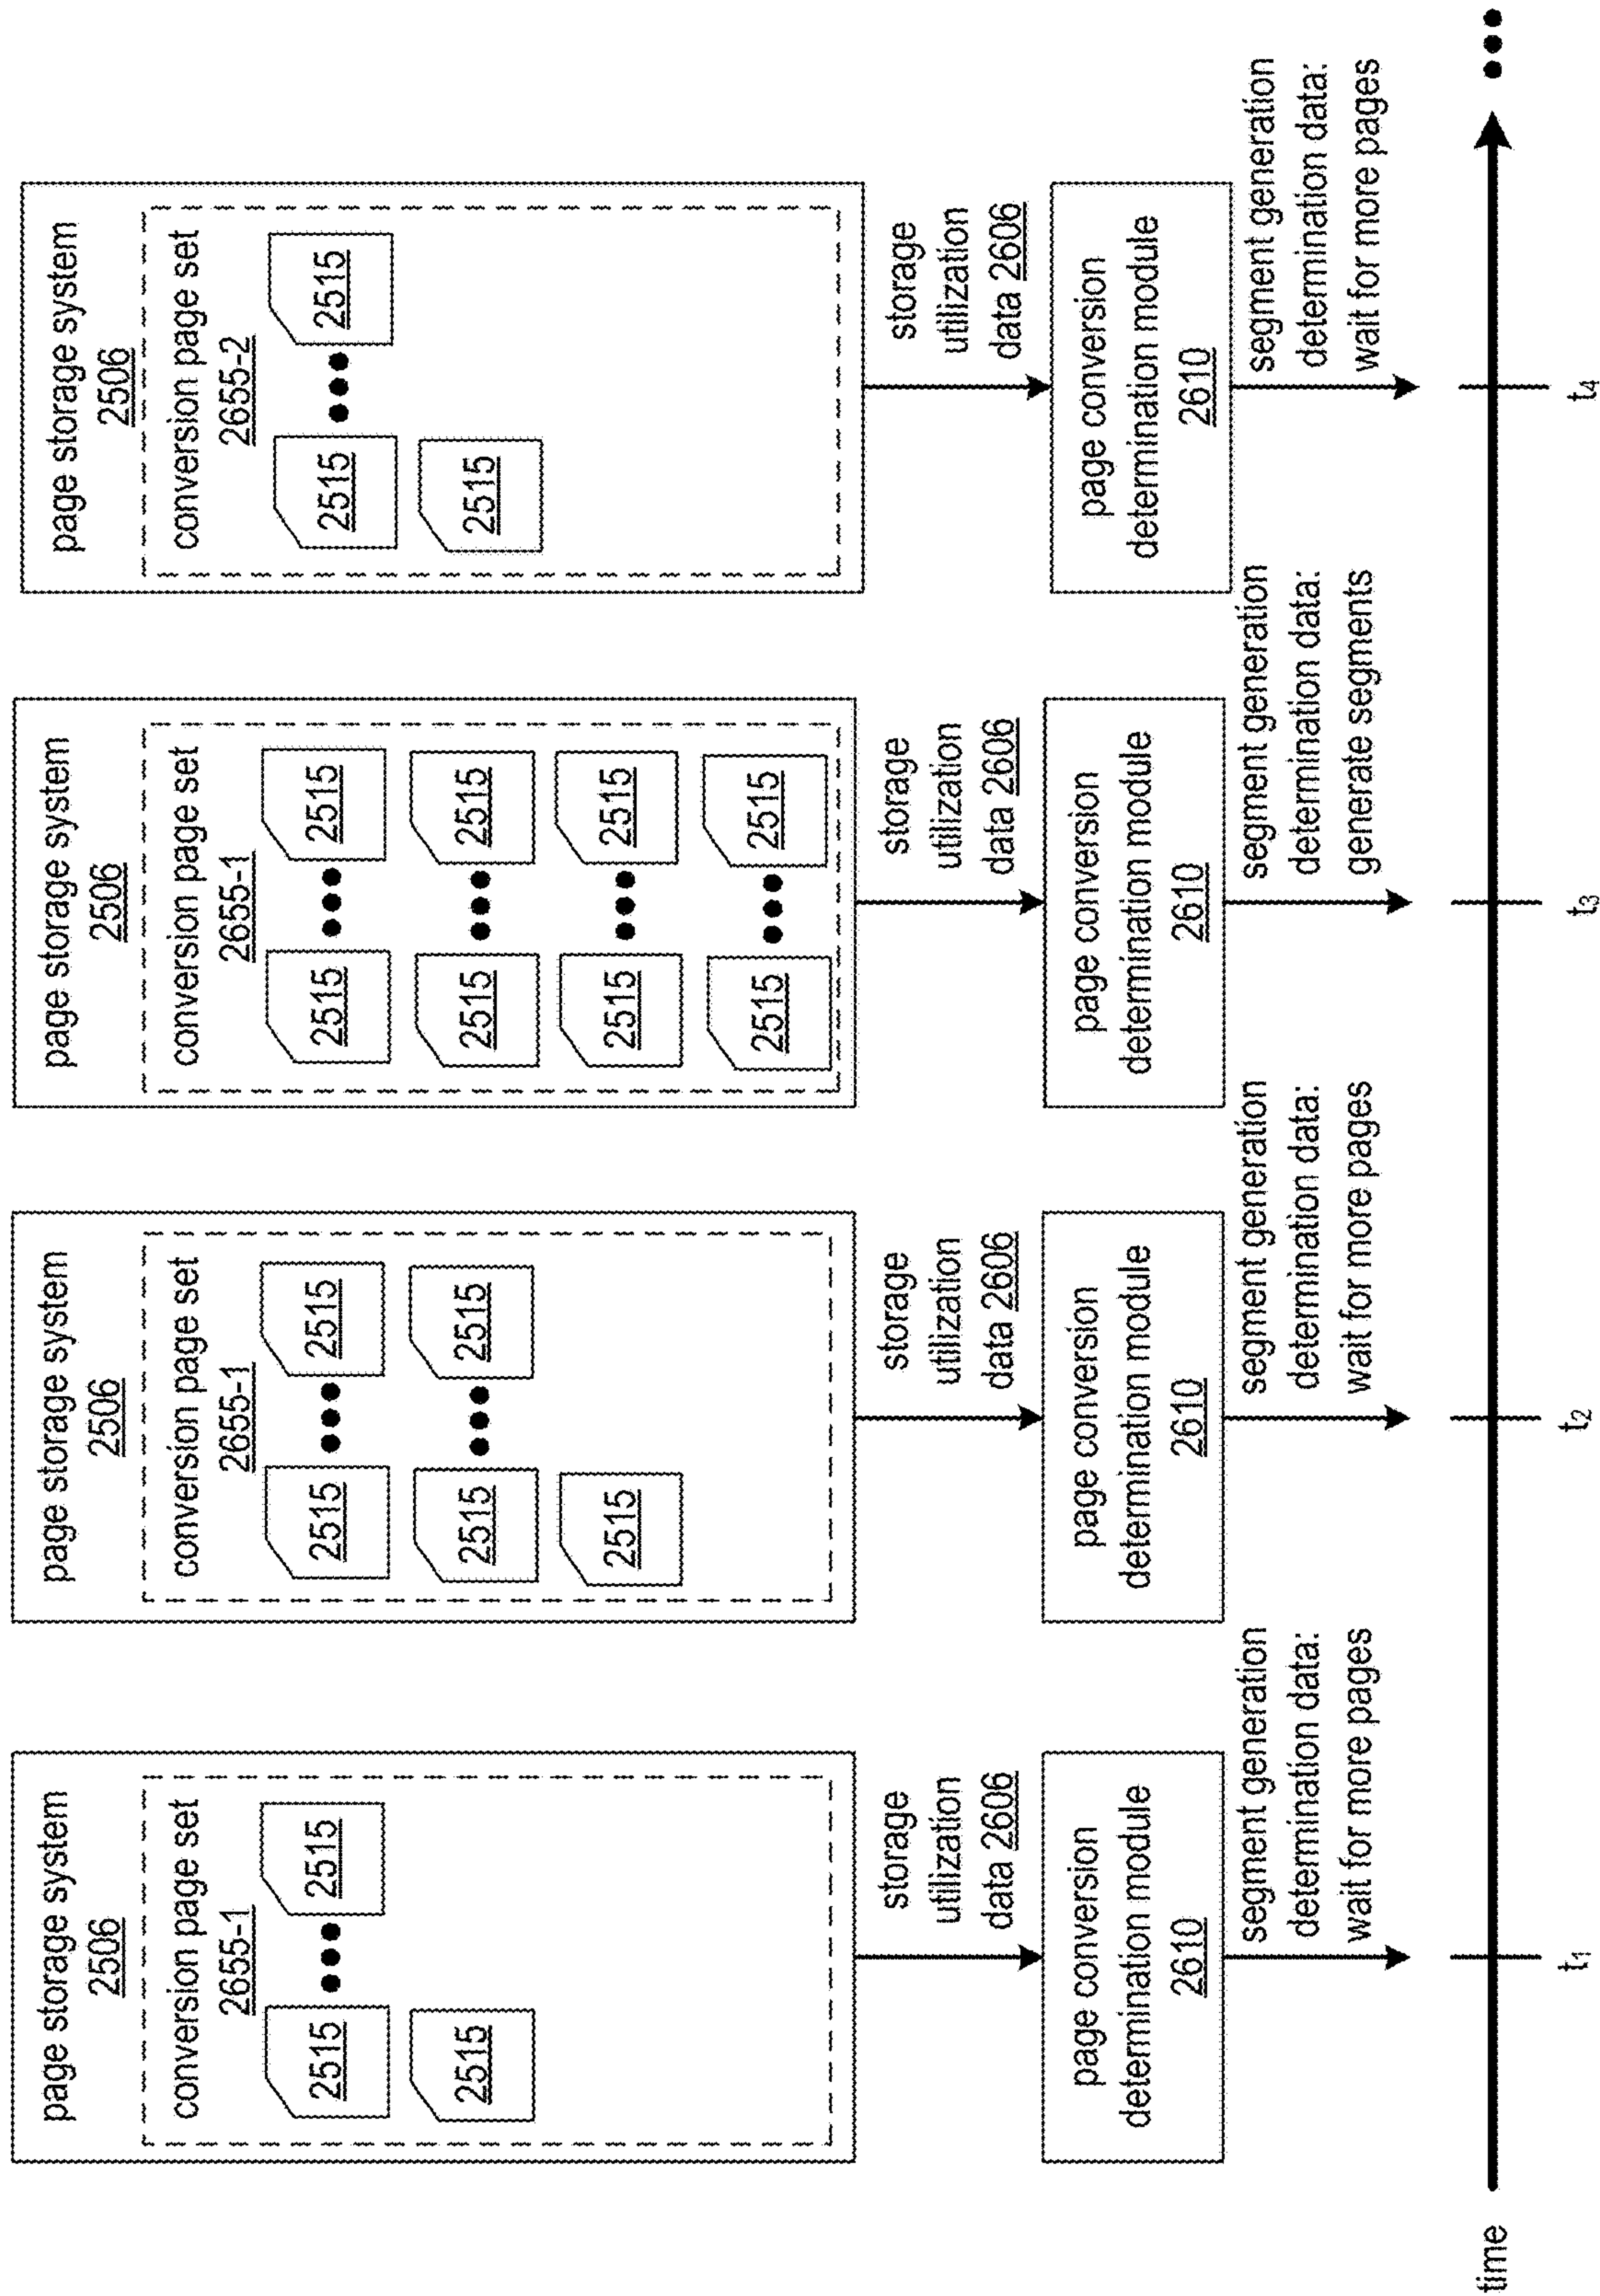 page storage system
2506
conversion page set
2655-1
2515
2515
2515
storage
utilization
data 2606
page conversion
determination module
2610
segment generation
determination data:
wait for more pages
t1
page storage system
2506
conversion page set
2655-1
2515
2515
2515
2515
2515
storage
utilization
data 2606
page conversion
determination module
2610
segment generation
determination data:
wait for more pages
t2
page storage system
2506
conversion page set
2655-1
2515
2515
2515
2515
2515
2515
2515
2515
storage
utilization
data 2606
page conversion
determination module
2610
segment generation
determination data:
generate segments
t3
page storage system
2506
conversion page set
2655-2
2515
2515
2515
storage
utilization
data 2606
page conversion
determination module
2610
segment generation
determination data:
wait for more pages
t4
time